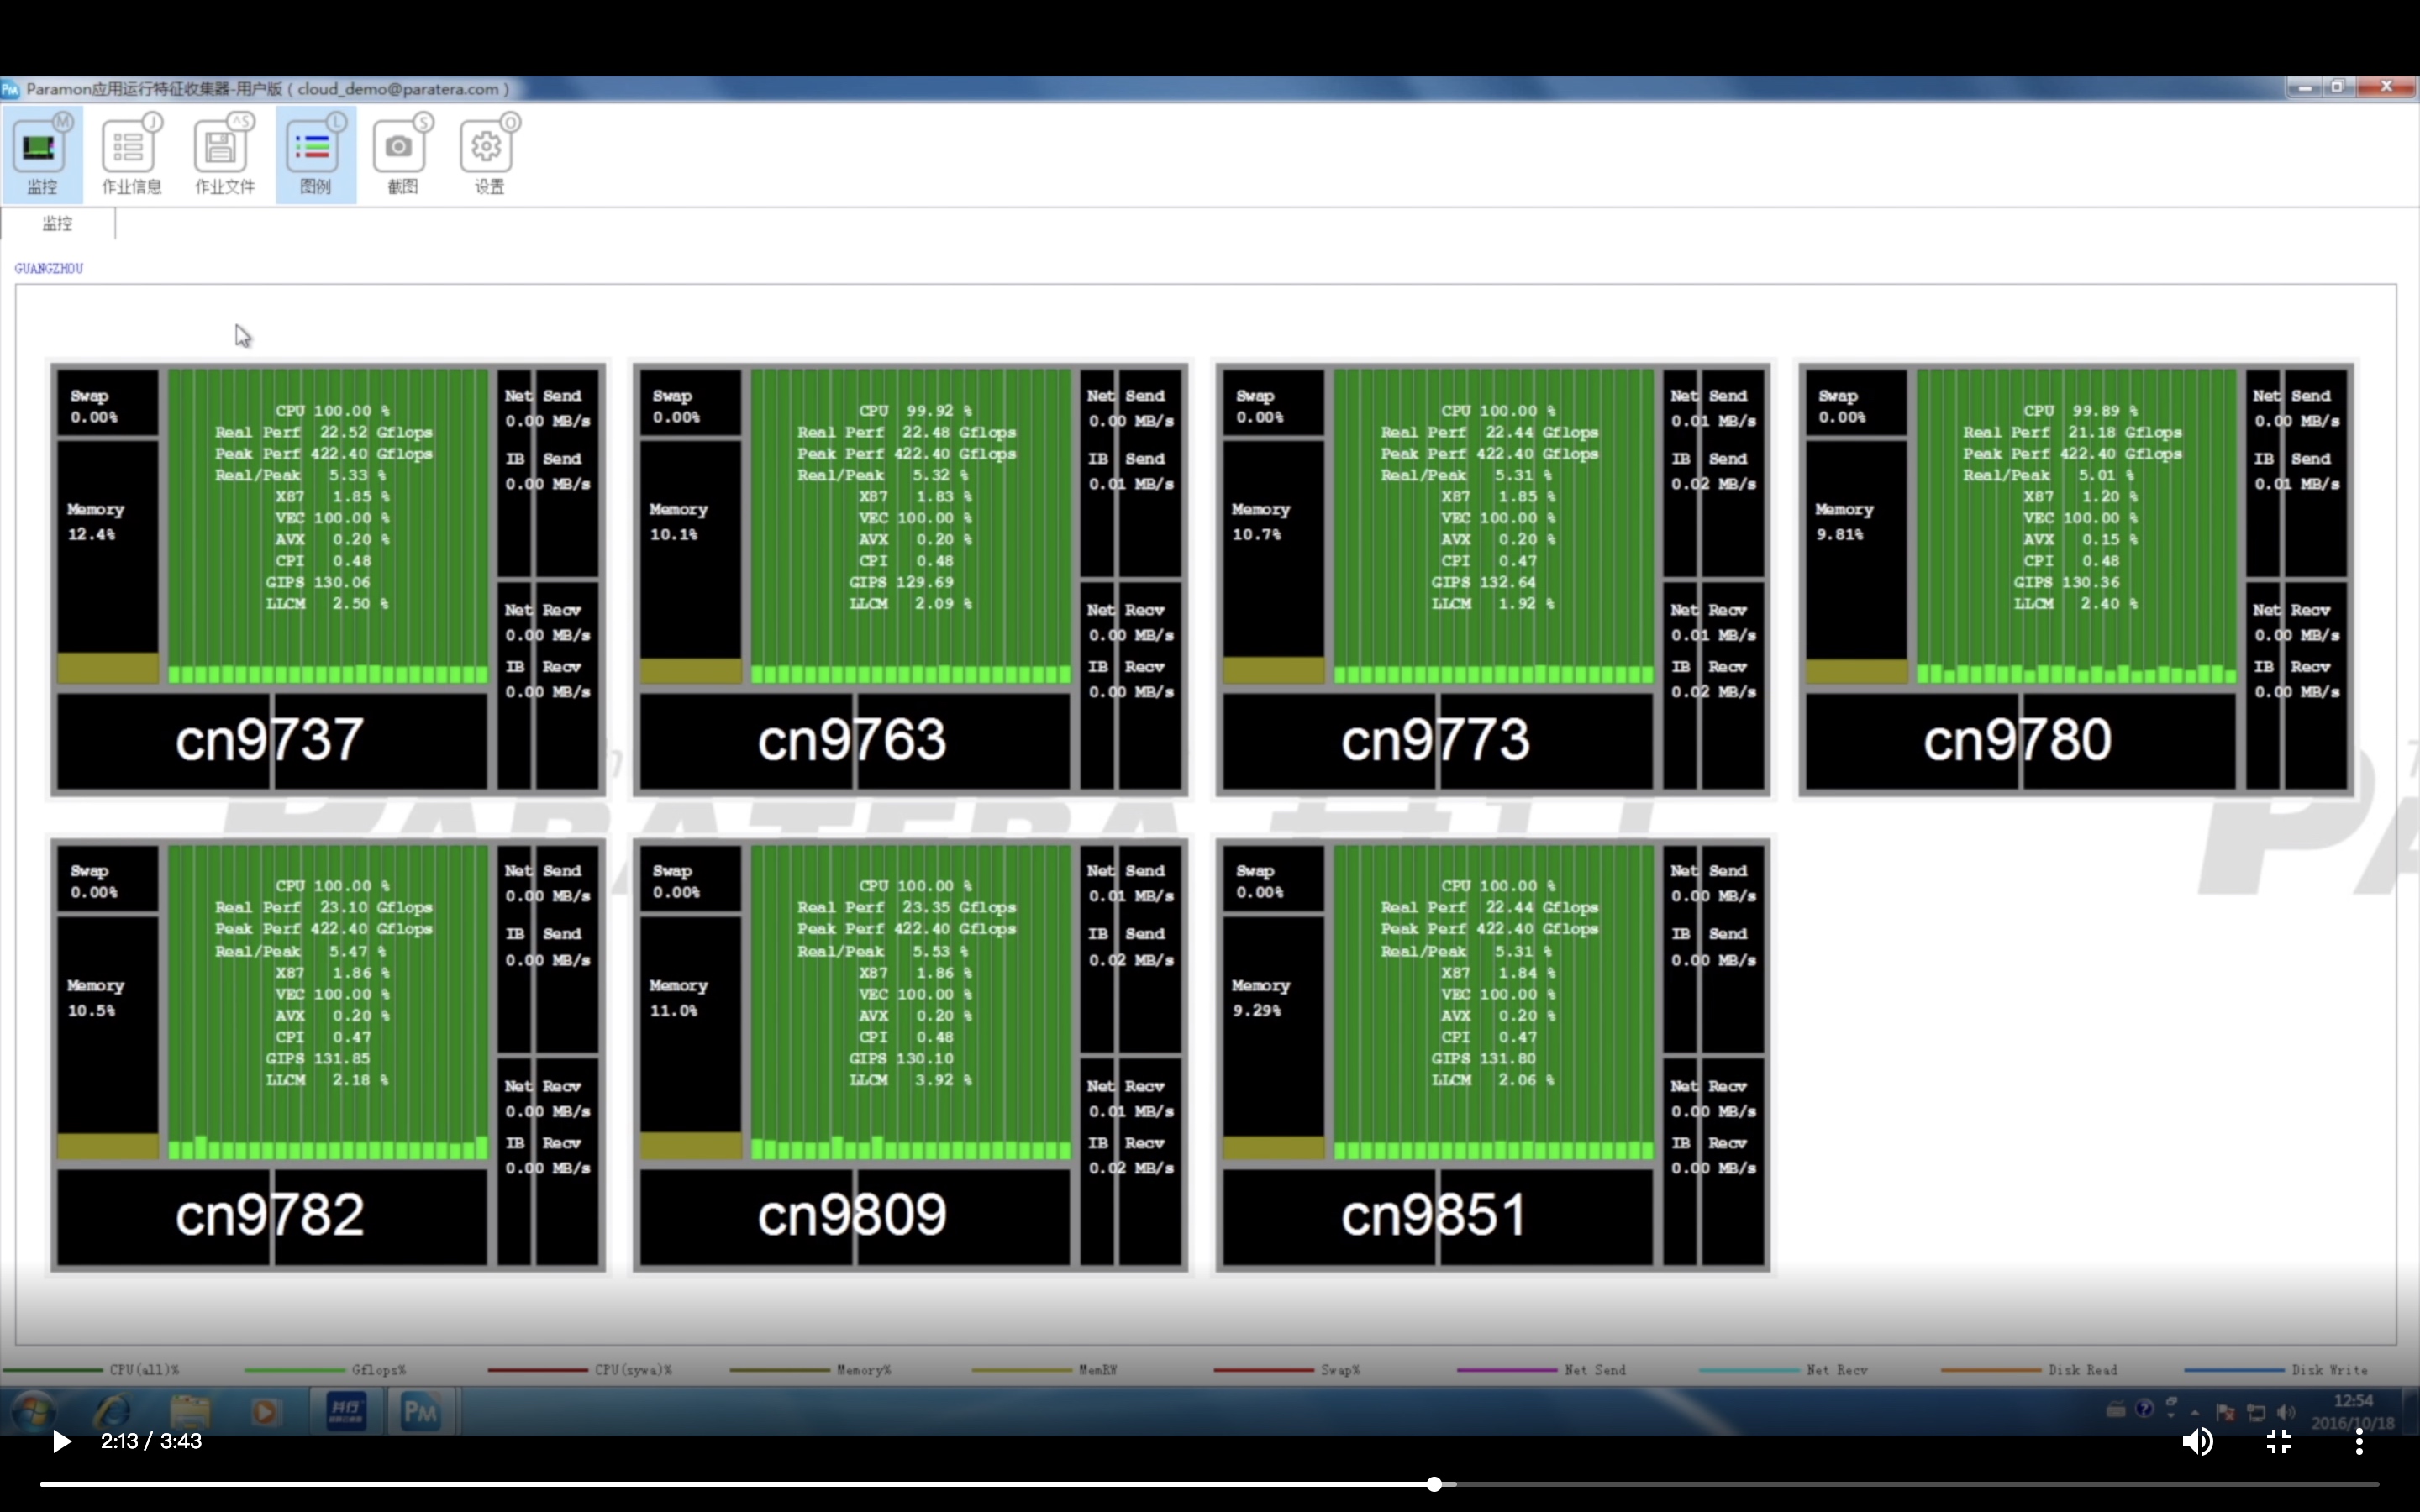 Paramon应用运行特征收集器-用户版 ( cloud_demo@paratera.com )
M J ^S L S O
监控 作业信息 作业文件 图例 截图 设置
监控
GUANGZHOU
Swap
0.00%
Memory
12.4%
CPU 100.00 %
Real Perf 22.52 Gflops
Peak Perf 422.40 Gflops
Real/Peak 5.33 %
X87 1.85 %
VEC 100.00 %
AVX 0.20 %
CPI 0.48
GIPS 130.06
LLCM 2.50 %
Net Send
0.00 MB/s
IB Send
0.00 MB/s
Net Recv
0.00 MB/s
IB Recv
0.00 MB/s
cn9737
Swap
0.00%
Memory
10.1%
CPU 99.92 %
Real Perf 22.48 Gflops
Peak Perf 422.40 Gflops
Real/Peak 5.32 %
X87 1.83 %
VEC 100.00 %
AVX 0.20 %
CPI 0.48
GIPS 129.69
LLCM 2.09 %
Net Send
0.00 MB/s
IB Send
0.01 MB/s
Net Recv
0.00 MB/s
IB Recv
0.00 MB/s
cn9763
Swap
0.00%
Memory
10.7%
CPU 100.00 %
Real Perf 22.44 Gflops
Peak Perf 422.40 Gflops
Real/Peak 5.31 %
X87 1.85 %
VEC 100.00 %
AVX 0.20 %
CPI 0.47
GIPS 132.64
LLCM 1.92 %
Net Send
0.01 MB/s
IB Send
0.02 MB/s
Net Recv
0.01 MB/s
IB Recv
0.02 MB/s
cn9773
Swap
0.00%
Memory
9.81%
CPU 99.89 %
Real Perf 21.18 Gflops
Peak Perf 422.40 Gflops
Real/Peak 5.01 %
X87 1.20 %
VEC 100.00 %
AVX 0.15 %
CPI 0.48
GIPS 130.36
LLCM 2.40 %
Net Send
0.00 MB/s
IB Send
0.01 MB/s
Net Recv
0.00 MB/s
IB Recv
0.00 MB/s
cn9780
Swap
0.00%
Memory
10.5%
CPU 100.00 %
Real Perf 23.10 Gflops
Peak Perf 422.40 Gflops
Real/Peak 5.47 %
X87 1.86 %
VEC 100.00 %
AVX 0.20 %
CPI 0.47
GIPS 131.85
LLCM 2.18 %
Net Send
0.00 MB/s
IB Send
0.00 MB/s
Net Recv
0.00 MB/s
IB Recv
0.00 MB/s
cn9782
Swap
0.00%
Memory
11.0%
CPU 100.00 %
Real Perf 23.35 Gflops
Peak Perf 422.40 Gflops
Real/Peak 5.53 %
X87 1.86 %
VEC 100.00 %
AVX 0.20 %
CPI 0.48
GIPS 130.10
LLCM 3.92 %
Net Send
0.01 MB/s
IB Send
0.02 MB/s
Net Recv
0.01 MB/s
IB Recv
0.02 MB/s
cn9809
Swap
0.00%
Memory
9.29%
CPU 100.00 %
Real Perf 22.44 Gflops
Peak Perf 422.40 Gflops
Real/Peak 5.31 %
X87 1.84 %
VEC 100.00 %
AVX 0.20 %
CPI 0.47
GIPS 131.80
LLCM 2.06 %
Net Send
0.00 MB/s
IB Send
0.00 MB/s
Net Recv
0.00 MB/s
IB Recv
0.00 MB/s
cn9851
PARATERA
CPU(all)% Gflops% CPU(sywa)% Memory% MemRW Swap% Net Send Net Recv Disk Read Disk Write
并行
PM
12:54
2016/10/18
2:13 / 3:43